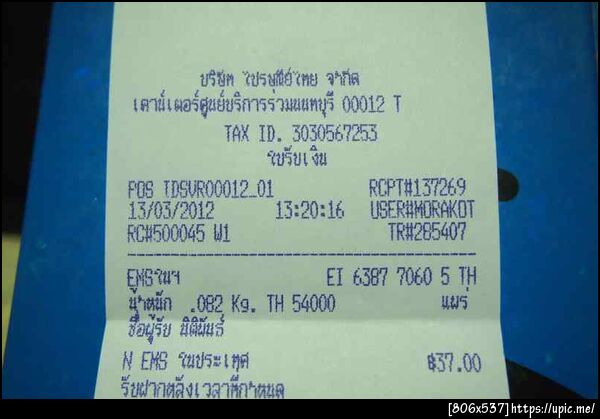 บริษัท ไปรษณีย์ไทย จำกัด
เคาน์เตอร์ศูนย์บริการร่วมนนทบุรี 00012 T
TAX ID. 3030567253
ใบรับเงิน
POS TDSVR00012_01 RCPT#137269
13/03/2012 13:20:16 USER#MORAKOT
RC#500045 W1 TR#285407
EMSในฯ EI 6387 7060 5 TH
น้ำหนัก .082 Kg. TH 54000 แพร่
ชื่อผู้รับ นิตินันธ์
N EMS ในประเทศ ฿37.00
รับฝากหลังเวลาที่กำหนด
[806x537]https://upic.me/